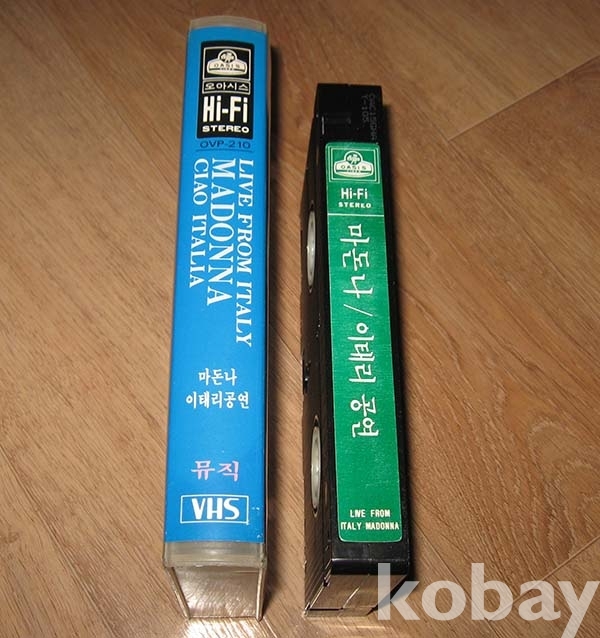 OASIS
오아시스
Hi-Fi
STEREO
OVP-210
LIVE FROM ITALY
MADONNA
CIAO ITALIA
마돈나
이태리공연
뮤직
VHS
Y-105
OASIS
Hi-Fi
STEREO
마돈나/이태리 공연
LIVE FROM
ITALY MADONNA
kobay